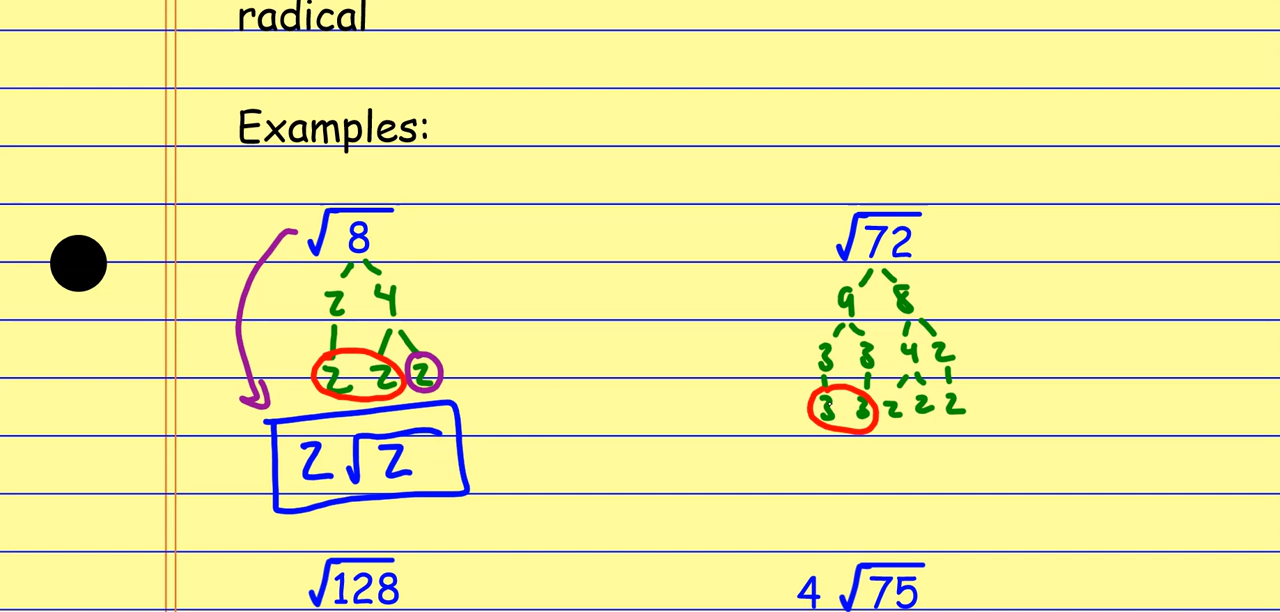 radical
Examples:
√8
2 4
2 2 2
2√2
√72
9 8
3 3 4 2
3 3 2 2 2
√128
4 √75